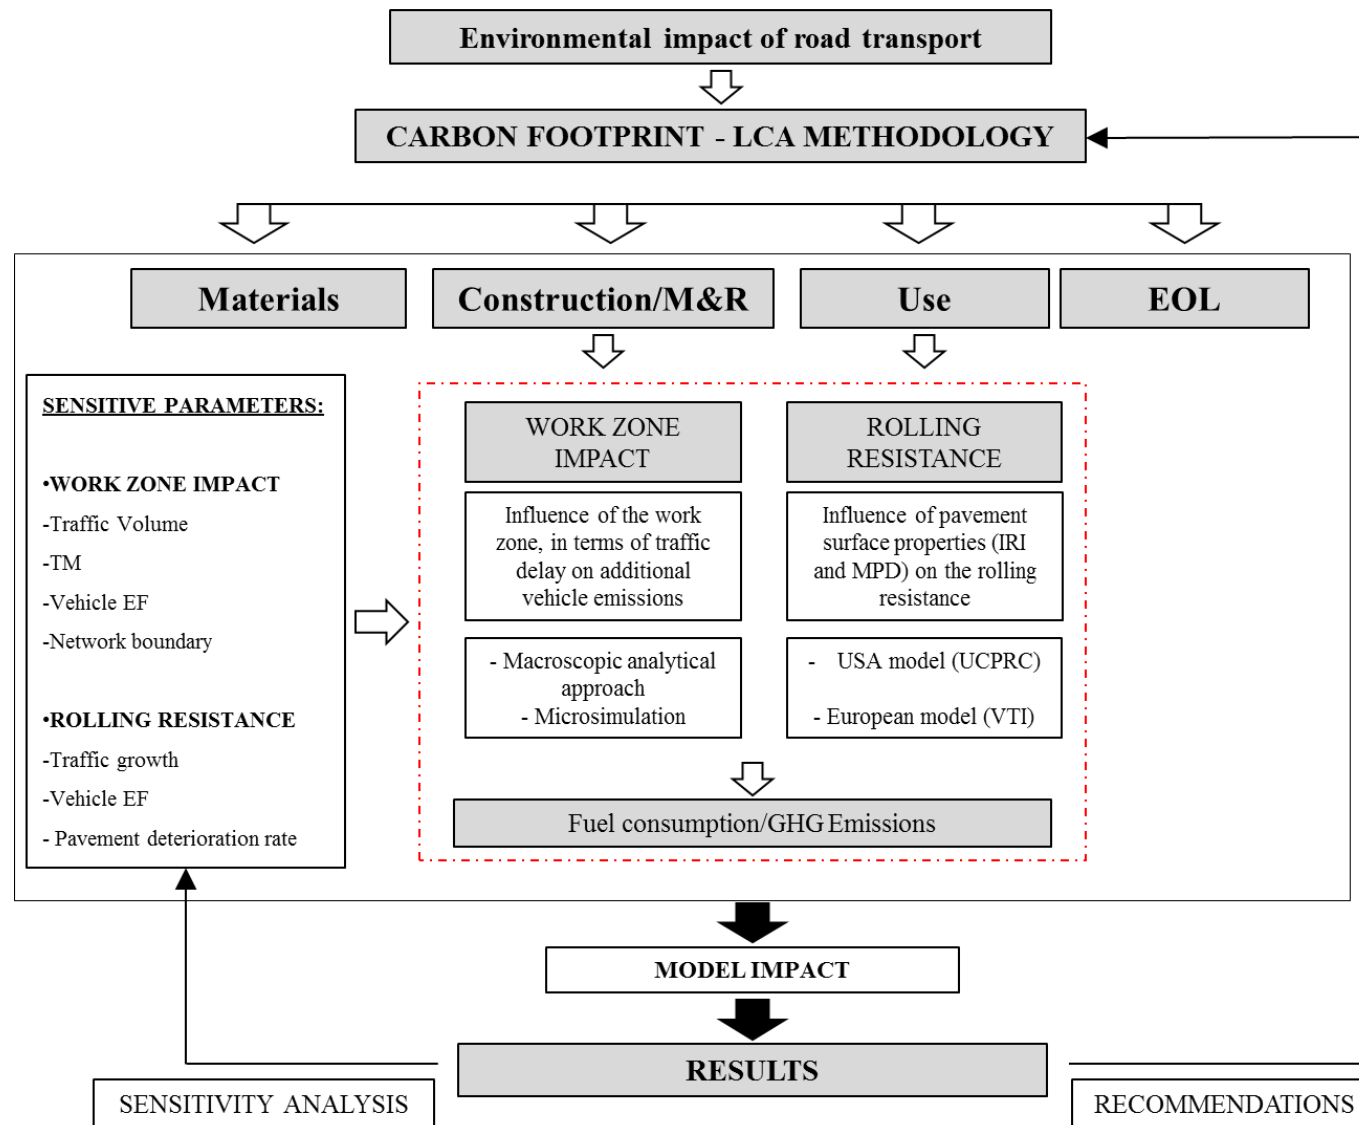 Environmental impact of road transport
CARBON FOOTPRINT - LCA METHODOLOGY
Materials
Construction/M&R
Use
EOL
SENSITIVE PARAMETERS:
•WORK ZONE IMPACT
-Traffic Volume
-TM
-Vehicle EF
-Network boundary
•ROLLING RESISTANCE
-Traffic growth
-Vehicle EF
- Pavement deterioration rate
WORK ZONE
IMPACT
Influence of the work
zone, in terms of traffic
delay on additional
vehicle emissions
- Macroscopic analytical
approach
- Microsimulation
ROLLING
RESISTANCE
Influence of pavement
surface properties (IRI
and MPD) on the rolling
resistance
- USA model (UCPRC)
- European model (VTI)
Fuel consumption/GHG Emissions
MODEL IMPACT
RESULTS
SENSITIVITY ANALYSIS
RECOMMENDATIONS